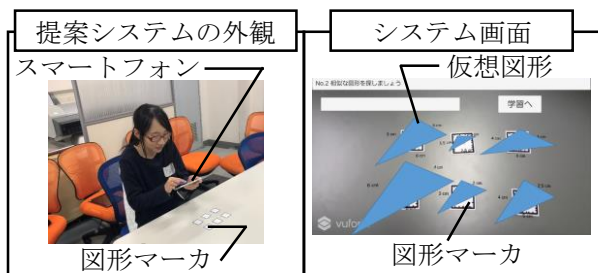 提案システムの外観
システム画面
スマートフォン
仮想図形
No.2 相似な図形を探しましょう
学習へ
vufor
図形マーカ
図形マーカ